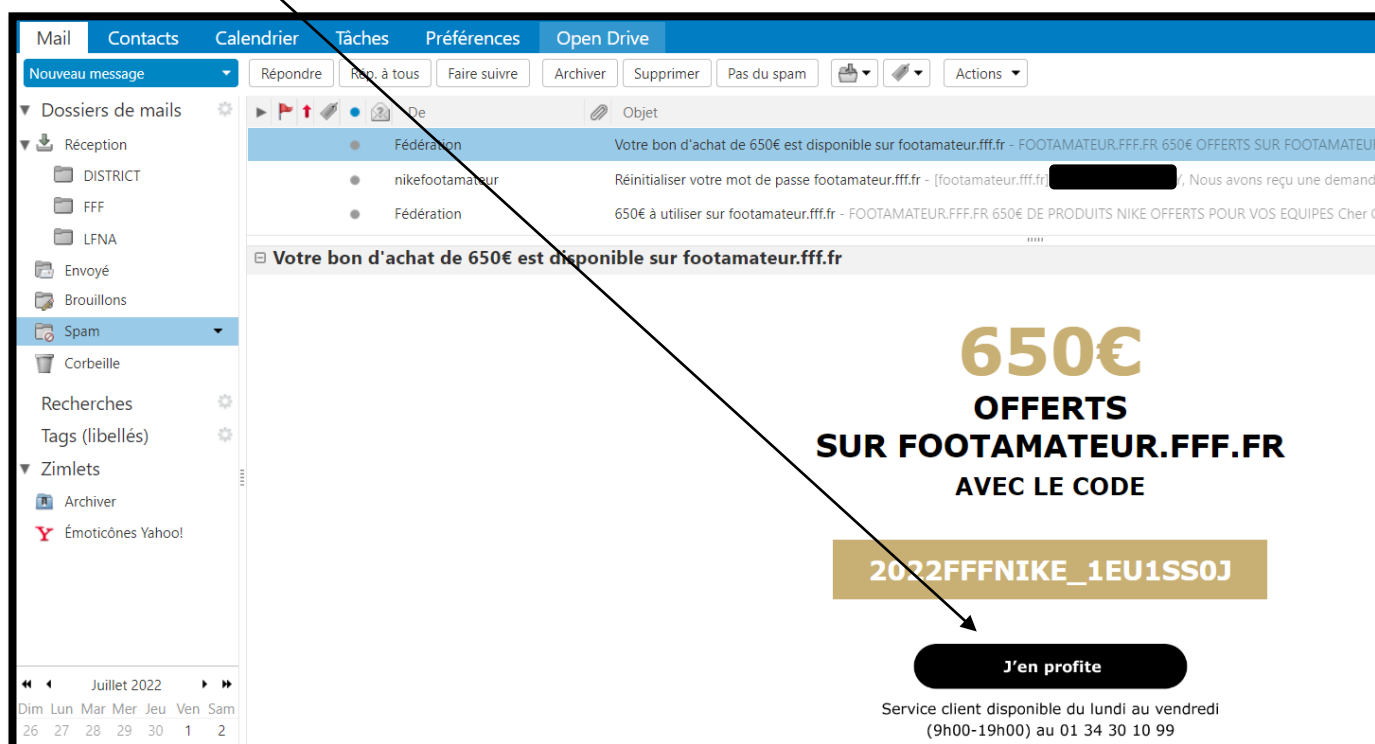 Mail Contacts Calendrier Tâches Préférences Open Drive
Nouveau message Répondre Rép. à tous Faire suivre Archiver Supprimer Pas du spam Actions
Dossiers de mails De Objet
Réception Fédération Votre bon d'achat de 650€ est disponible sur footamateur.fff.fr - FOOTAMATEUR.FFF.FR 650€ OFFERTS SUR FOOTAMATEUR
DISTRICT nikefootamateur Réinitialiser votre mot de passe footamateur.fff.fr - [footamateur.fff.fr] Nous avons reçu une demand
FFF Fédération 650€ à utiliser sur footamateur.fff.fr - FOOTAMATEUR.FFF.FR 650€ DE PRODUITS NIKE OFFERTS POUR VOS EQUIPES Cher
LFNA
Votre bon d'achat de 650€ est disponible sur footamateur.fff.fr
Envoyé
Brouillons
Spam
Corbeille
Recherches
Tags (libellés)
Zimlets
Archiver
Émoticônes Yahoo!
650€
OFFERTS
SUR FOOTAMATEUR.FFF.FR
AVEC LE CODE
2022FFFNIKE_1EU1SS0J
J'en profite
Service client disponible du lundi au vendredi
(9h00-19h00) au 01 34 30 10 99
Juillet 2022
Dim Lun Mar Mer Jeu Ven Sam
26 27 28 29 30 1 2